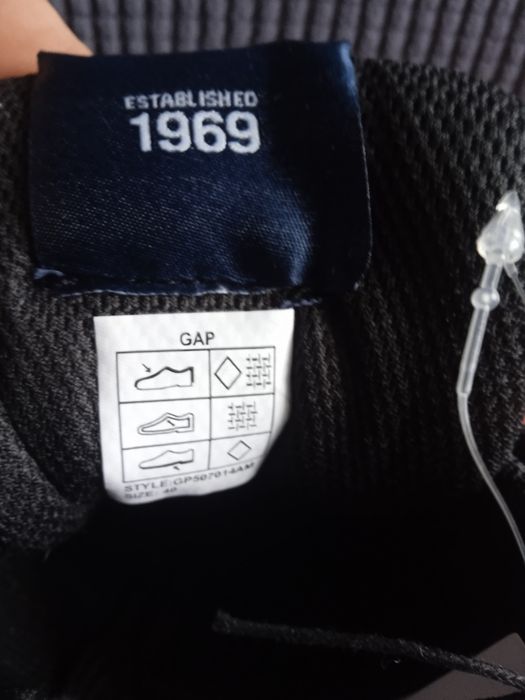 ESTABLISHED
1969
GAP
STYLE:GP507014AM
SIZE: 40